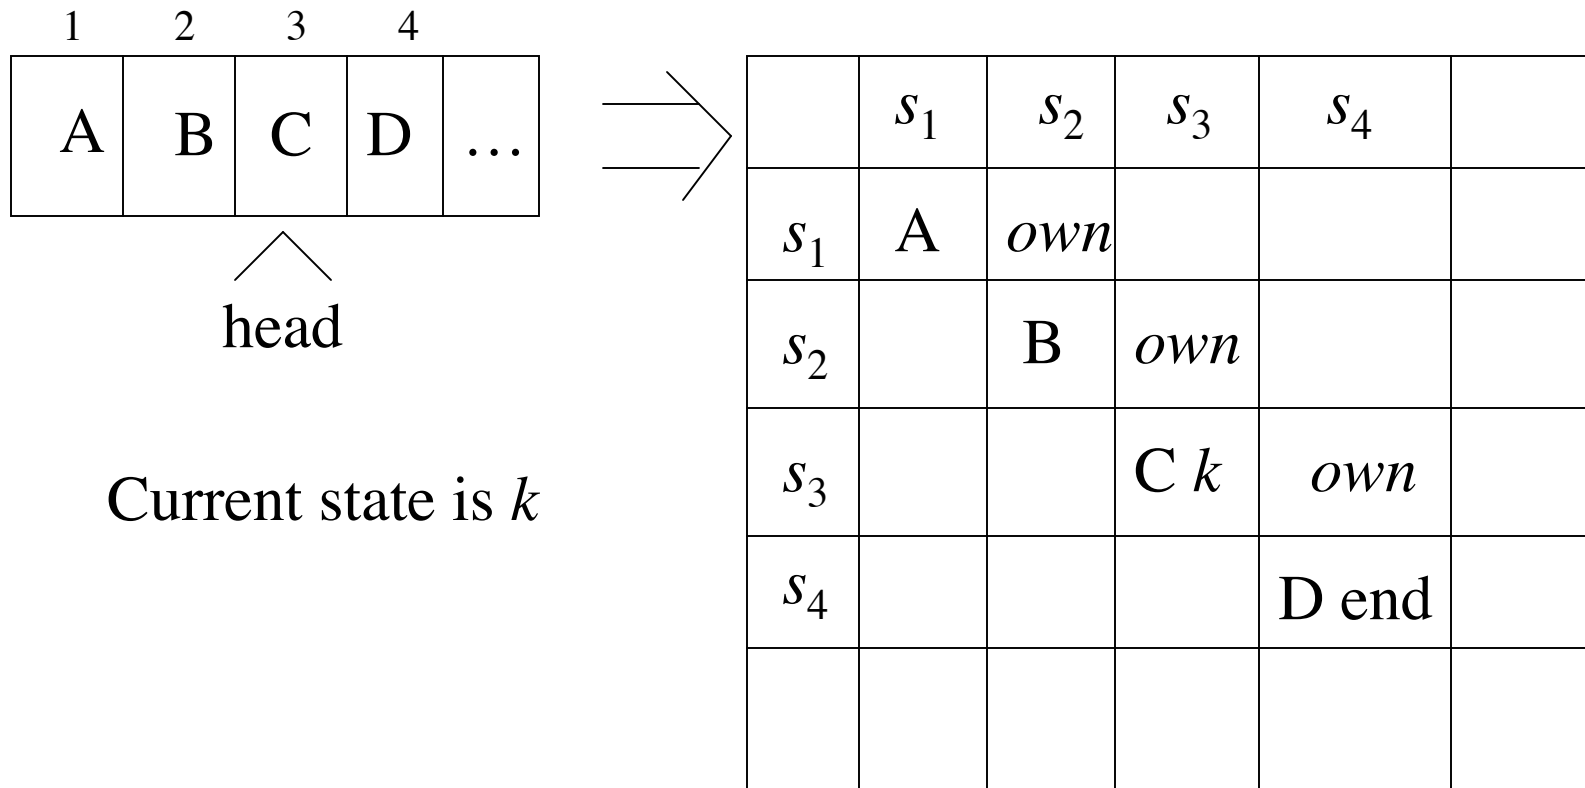 1 2 3 4
A B C D ...
head
Current state is k
s1 s2 s3 s4
s1 A own
s2 B own
s3 C k own
s4 D end